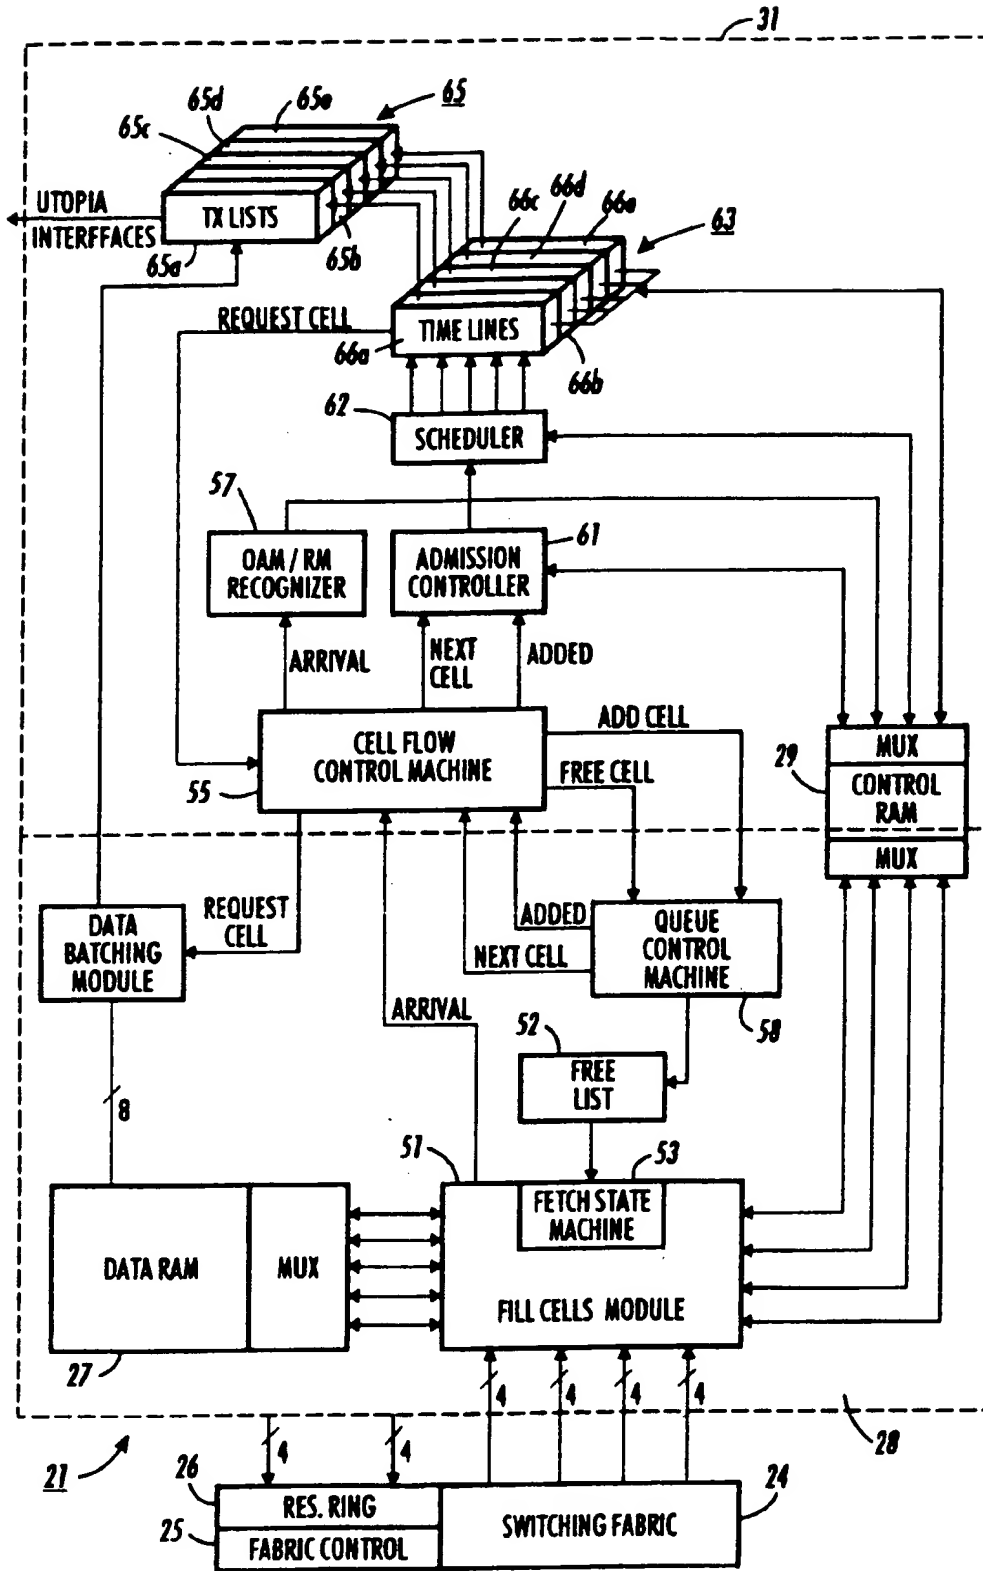 31
65
65e
65d
65c
UTOPIA
INTERFFACES
TX LISTS
65a
65b
66c
66d
66e
63
REQUEST CELL
TIME LINES
66a
66b
62
SCHEDULER
57
OAM / RM
RECOGNIZER
ADMISSION
CONTROLLER
61
ARRIVAL
NEXT
CELL
ADDED
CELL FLOW
CONTROL MACHINE
55
ADD CELL
FREE CELL
29
MUX
CONTROL
RAM
MUX
DATA
BATCHING
MODULE
REQUEST
CELL
ADDED
NEXT CELL
QUEUE
CONTROL
MACHINE
58
ARRIVAL
52
FREE
LIST
8
51
53
FETCH STATE
MACHINE
DATA RAM
MUX
FILL CELLS MODULE
27
4
4
4
4
28
21
4
4
26
RES. RING
25
FABRIC CONTROL
SWITCHING FABRIC
24